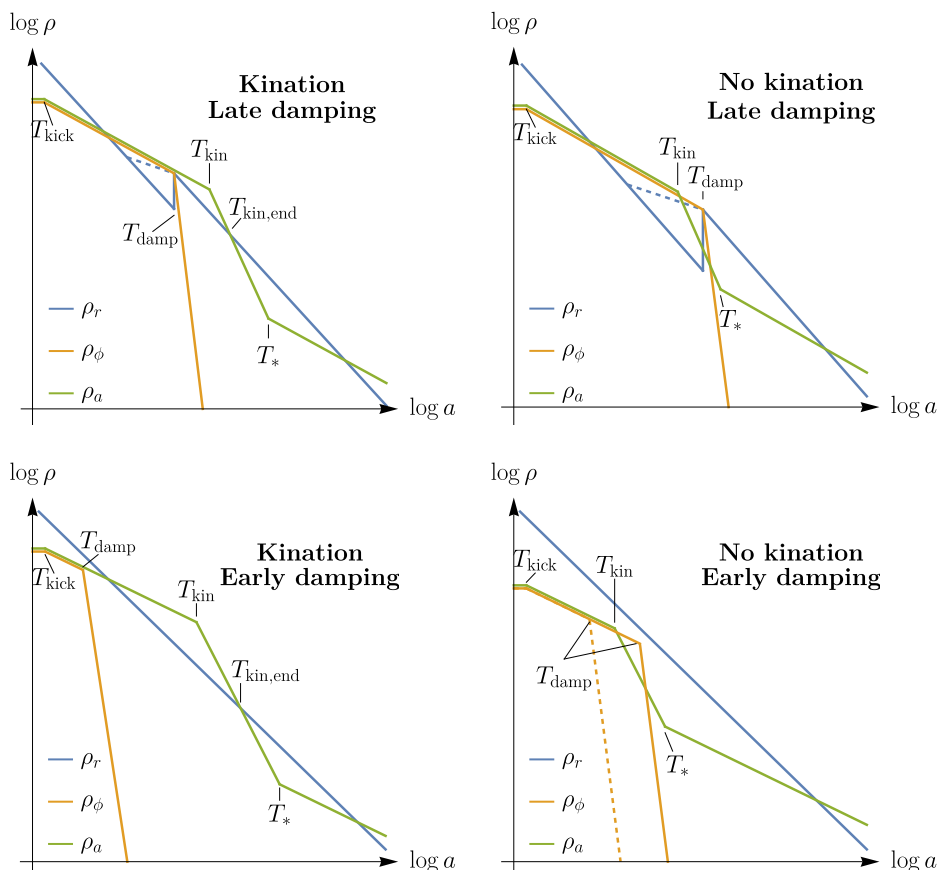 log ρ
Kination
Late damping
T_kick
T_kin
T_kin,end
T_damp
T_*
ρ_r
ρ_ϕ
ρ_a
log a
log ρ
No kination
Late damping
T_kick
T_kin
T_damp
T_*
ρ_r
ρ_ϕ
ρ_a
log a
log ρ
Kination
Early damping
T_damp
T_kick
T_kin
T_kin,end
T_*
ρ_r
ρ_ϕ
ρ_a
log a
log ρ
No kination
Early damping
T_kick
T_kin
T_damp
T_*
ρ_r
ρ_ϕ
ρ_a
log a